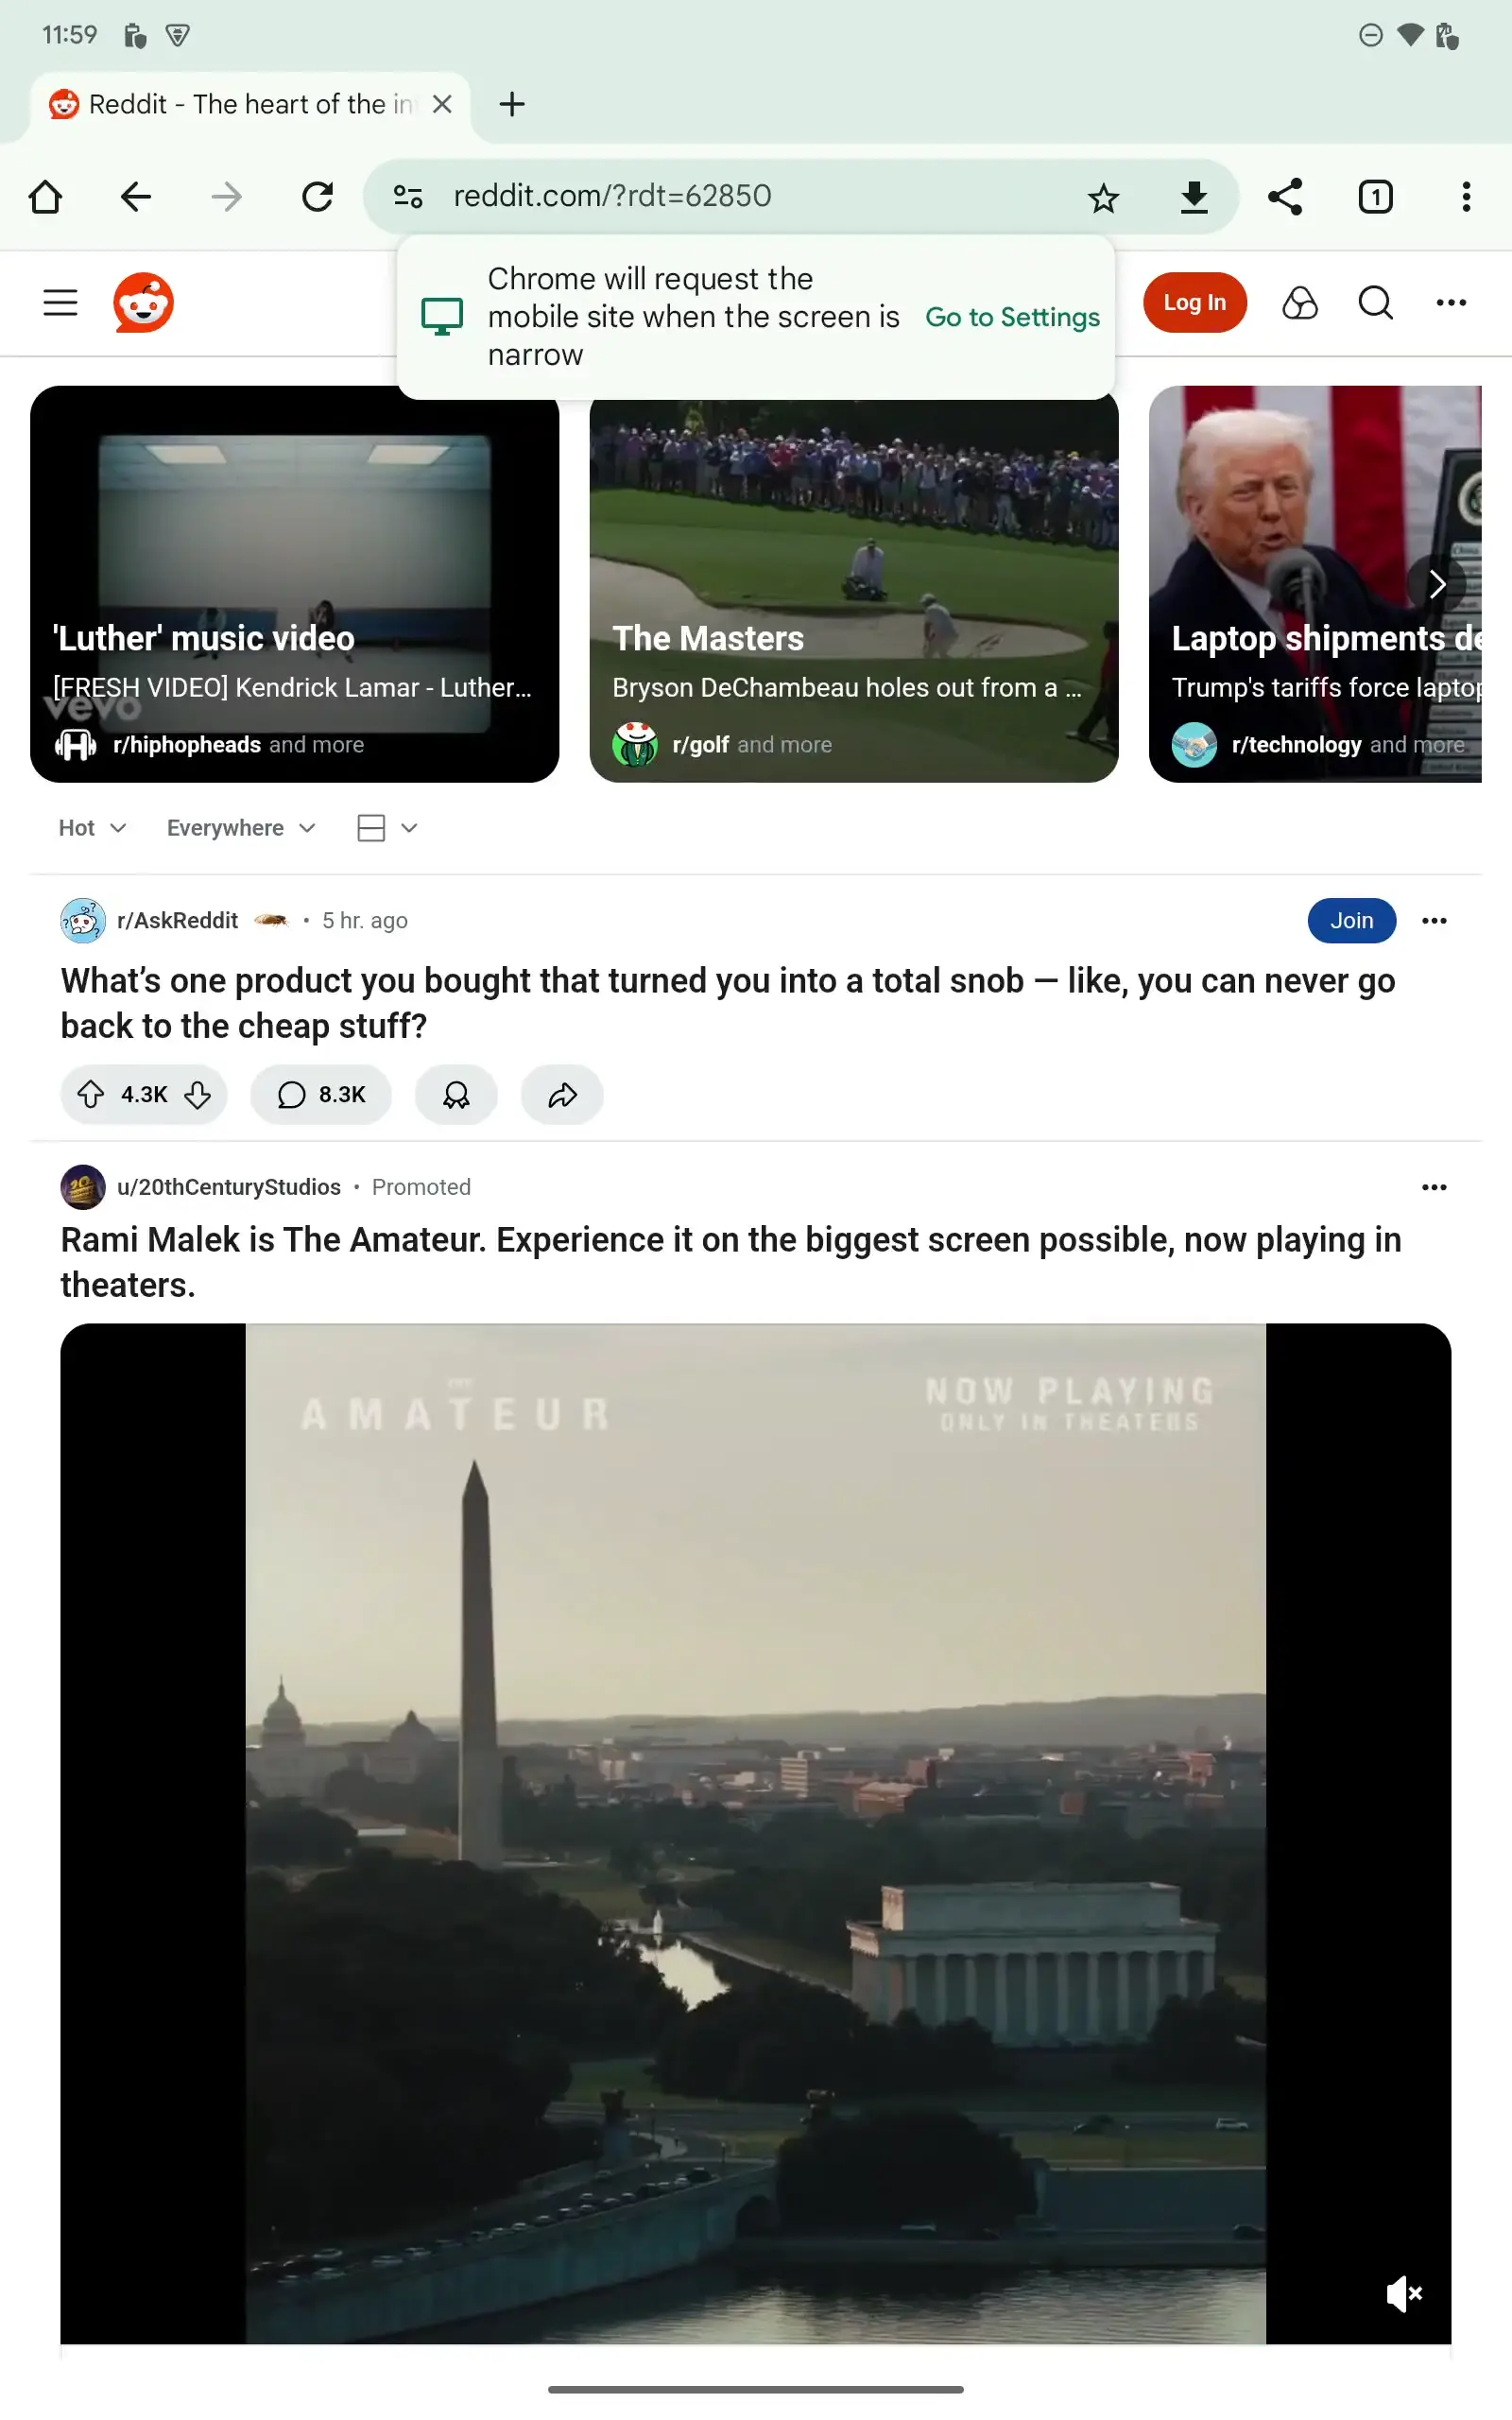 11:59
Reddit - The heart of the in
reddit.com/?rdt=62850
1
Chrome will request the
mobile site when the screen is
narrow
Go to Settings
Log In
'Luther' music video
[FRESH VIDEO] Kendrick Lamar - Luther...
vevo
r/hiphopheads and more
The Masters
Bryson DeChambeau holes out from a ...
r/golf and more
Laptop shipments de
Trump's tariffs force laptop
r/technology and more
Hot
Everywhere
r/AskReddit • 5 hr. ago
Join
What's one product you bought that turned you into a total snob — like, you can never go
back to the cheap stuff?
4.3K
8.3K
u/20thCenturyStudios • Promoted
Rami Malek is The Amateur. Experience it on the biggest screen possible, now playing in
theaters.
THE
AMATEUR
NOW PLAYING
ONLY IN THEATERS